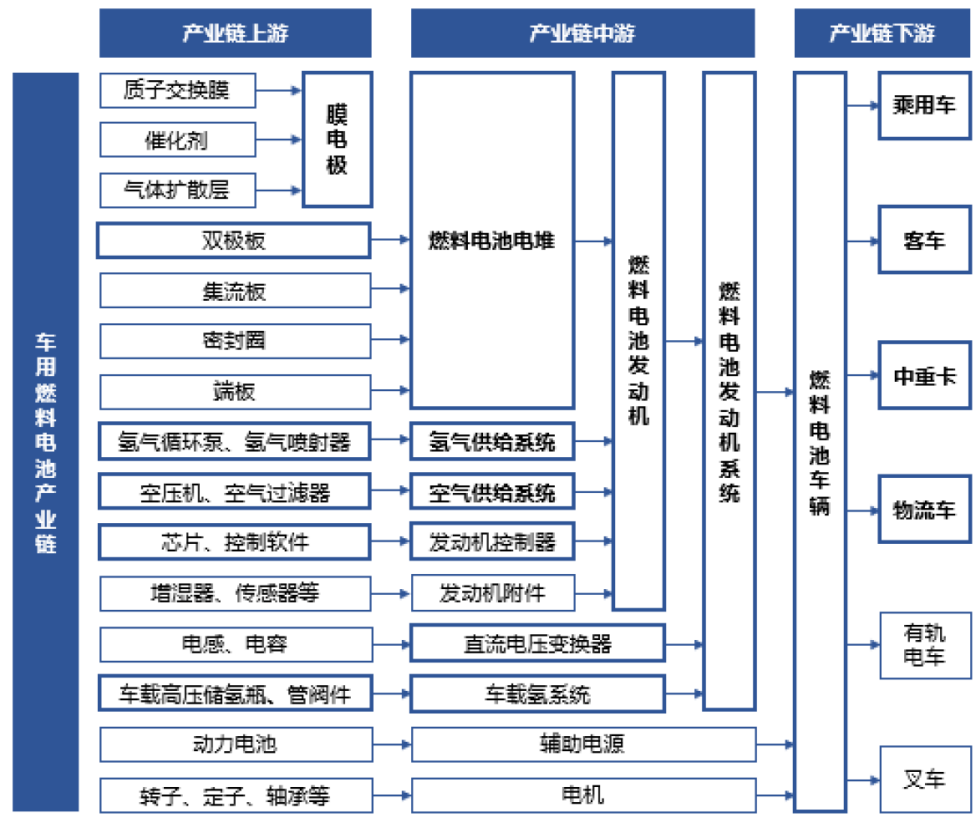 产业链上游
产业链中游
产业链下游
车用燃料电池产业链
质子交换膜
催化剂
气体扩散层
膜电极
双极板
集流板
密封圈
端板
氢气循环泵、氢气喷射器
空压机、空气过滤器
芯片、控制软件
增湿器、传感器等
电感、电容
车载高压储氢瓶、管阀件
动力电池
转子、定子、轴承等
燃料电池电堆
氢气供给系统
空气供给系统
发动机控制器
发动机附件
直流电压变换器
车载氢系统
辅助电源
电机
燃料电池发动机
燃料电池发动机系统
燃料电池车辆
乘用车
客车
中重卡
物流车
有轨
电车
叉车